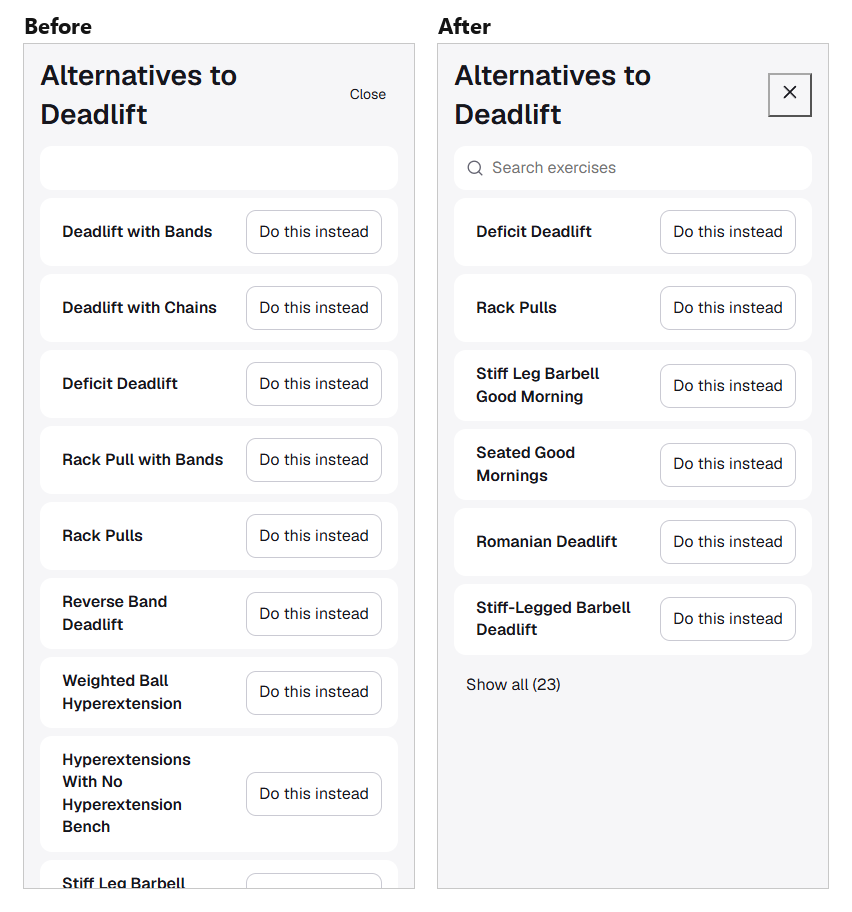 Before
Alternatives to
Deadlift
Close
Deadlift with Bands
Do this instead
Deadlift with Chains
Do this instead
Deficit Deadlift
Do this instead
Rack Pull with Bands
Do this instead
Rack Pulls
Do this instead
Reverse Band
Deadlift
Do this instead
Weighted Ball
Hyperextension
Do this instead
Hyperextensions
With No
Hyperextension
Bench
Do this instead
Stiff Leg Barbell
After
Alternatives to
Deadlift
Search exercises
Deficit Deadlift
Do this instead
Rack Pulls
Do this instead
Stiff Leg Barbell
Good Morning
Do this instead
Seated Good
Mornings
Do this instead
Romanian Deadlift
Do this instead
Stiff-Legged Barbell
Deadlift
Do this instead
Show all (23)